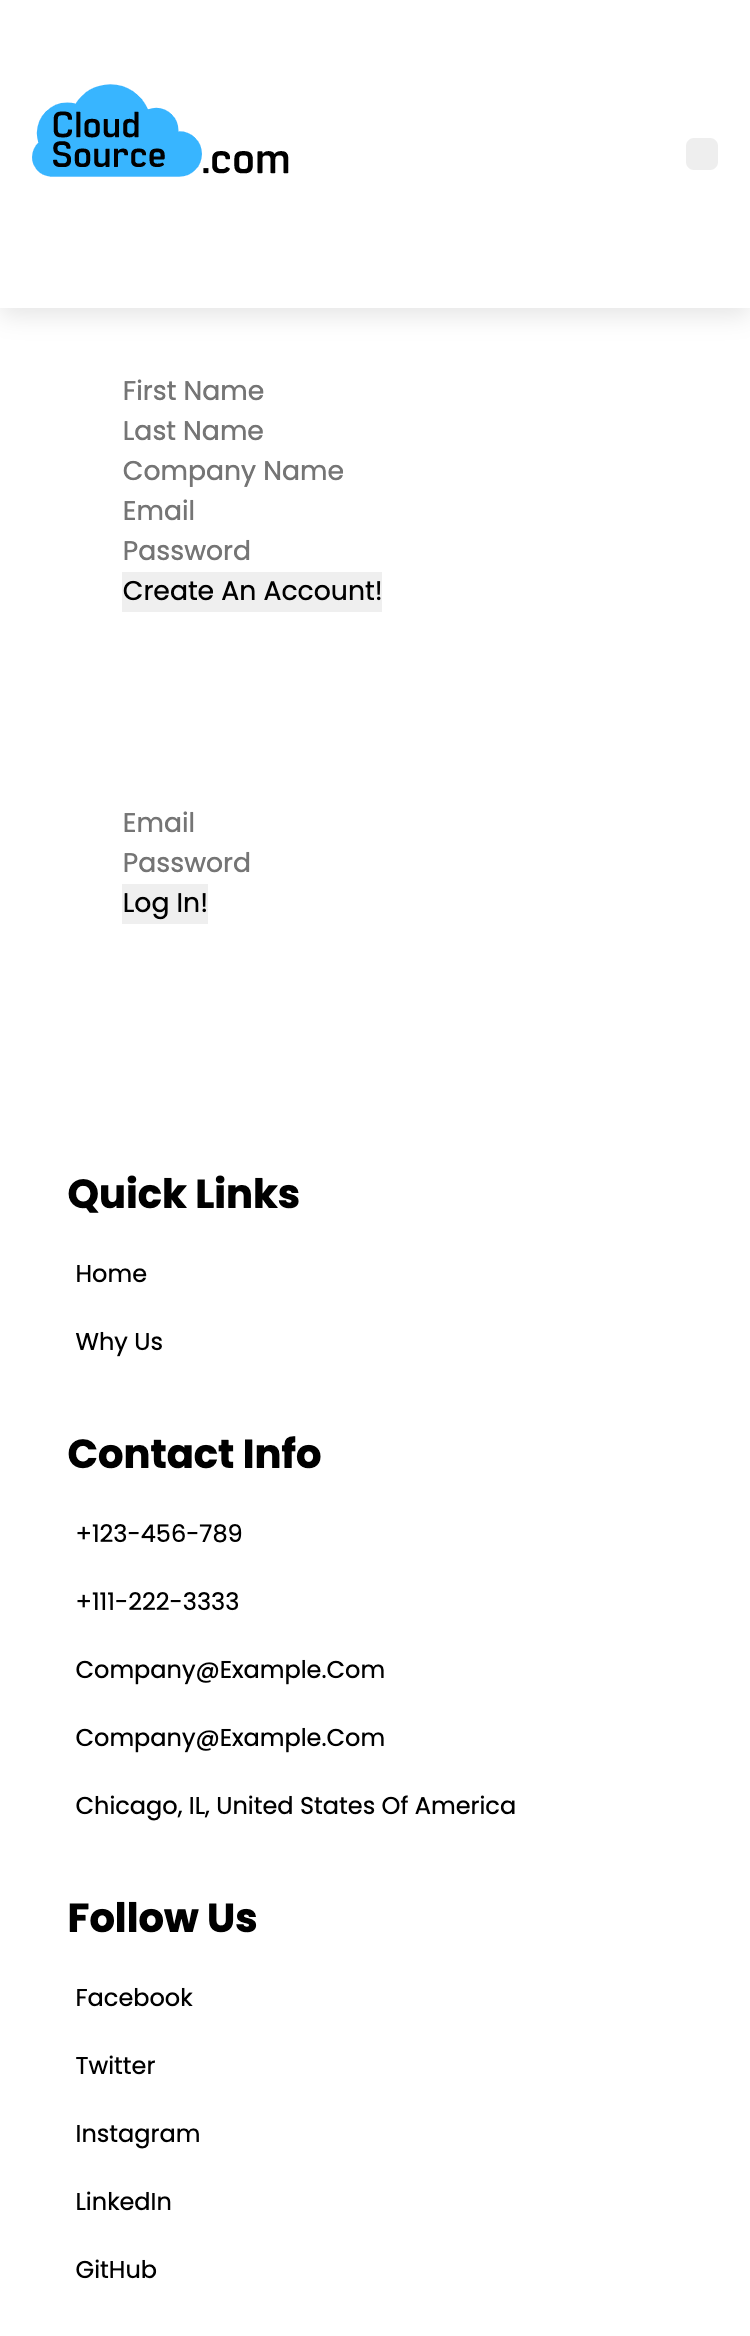 Cloud
Source.com
First Name
Last Name
Company Name
Email
Password
Create An Account!
Email
Password
Log In!
Quick Links
Home
Why Us
Contact Info
+123-456-789
+111-222-3333
Company@Example.Com
Company@Example.Com
Chicago, IL, United States Of America
Follow Us
Facebook
Twitter
Instagram
LinkedIn
GitHub